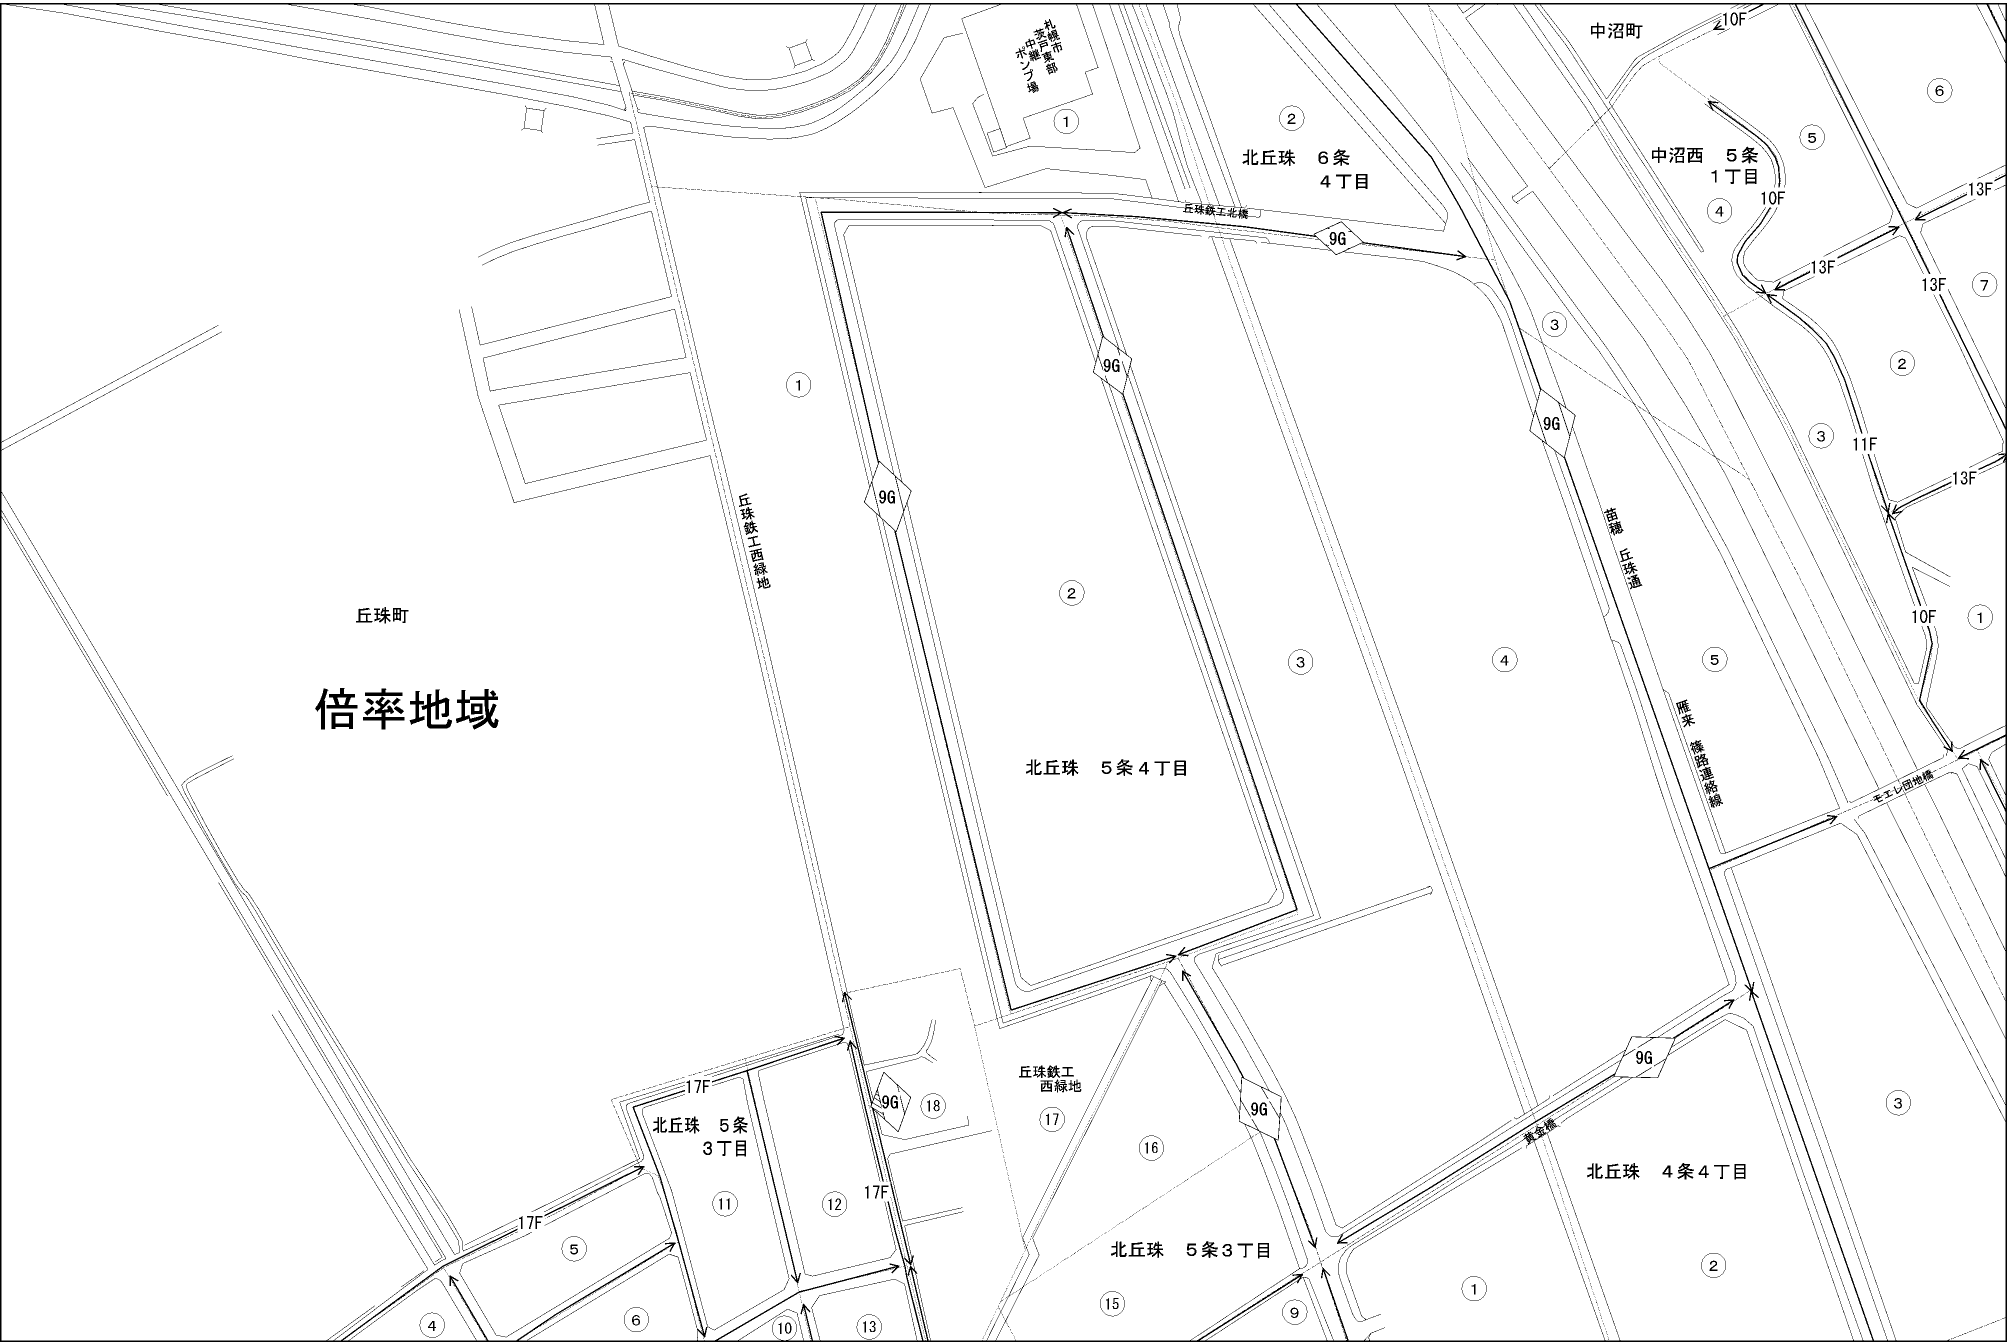 札幌市
茨戸東部
中継
ポンプ場
①
②
北丘珠　６条
４丁目
丘珠鉄工北橋
9G
中沼町
10F
⑥
⑤
中沼西　５条
１丁目
10F
④
13F
13F
13F
⑦
③
②
③
11F
13F
10F
①
①
9G
9G
9G
丘珠鉄工西緑地
苗穂　丘珠通
丘珠町
倍率地域
②
③
④
⑤
北丘珠　５条４丁目
雁来　篠路連絡線
モエレ団地橋
9G
黄金橋
③
丘珠鉄工
西緑地
17F
9G
⑱
⑰
9G
北丘珠　５条
３丁目
⑯
北丘珠　４条４丁目
⑪
⑫
17F
17F
⑤
北丘珠　５条３丁目
②
①
④
⑥
⑩
⑬
⑮
⑨